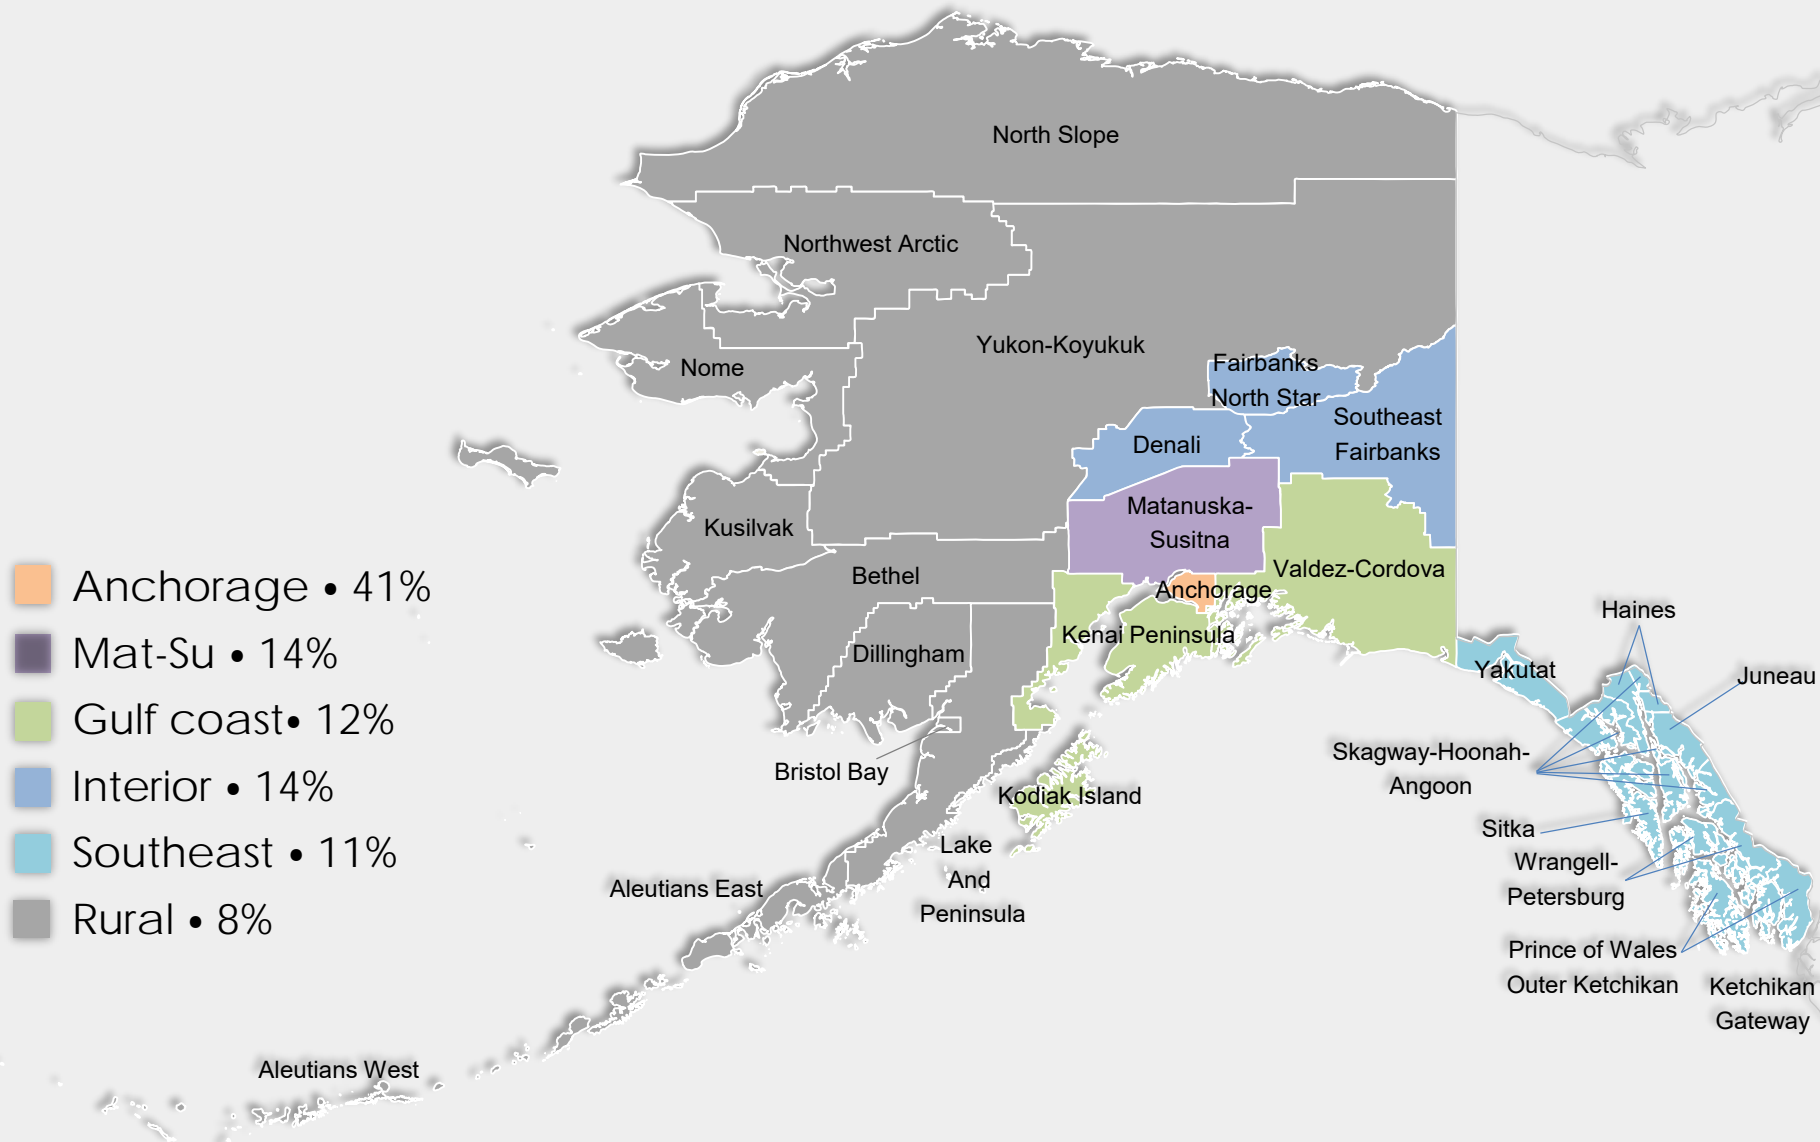 North Slope
Northwest Arctic
Yukon-Koyukuk
Nome
Fairbanks
North Star
Southeast
Fairbanks
Denali
Matanuska-
Susitna
Kusilvak
Valdez-Cordova
Bethel
Anchorage
Kenai Peninsula
Dillingham
Bristol Bay
Kodiak Island
Lake
And
Peninsula
Aleutians East
Aleutians West
Haines
Yakutat
Juneau
Skagway-Hoonah-
Angoon
Sitka
Wrangell-
Petersburg
Prince of Wales
Outer Ketchikan
Ketchikan
Gateway
Anchorage • 41%
Mat-Su • 14%
Gulf coast• 12%
Interior • 14%
Southeast • 11%
Rural • 8%